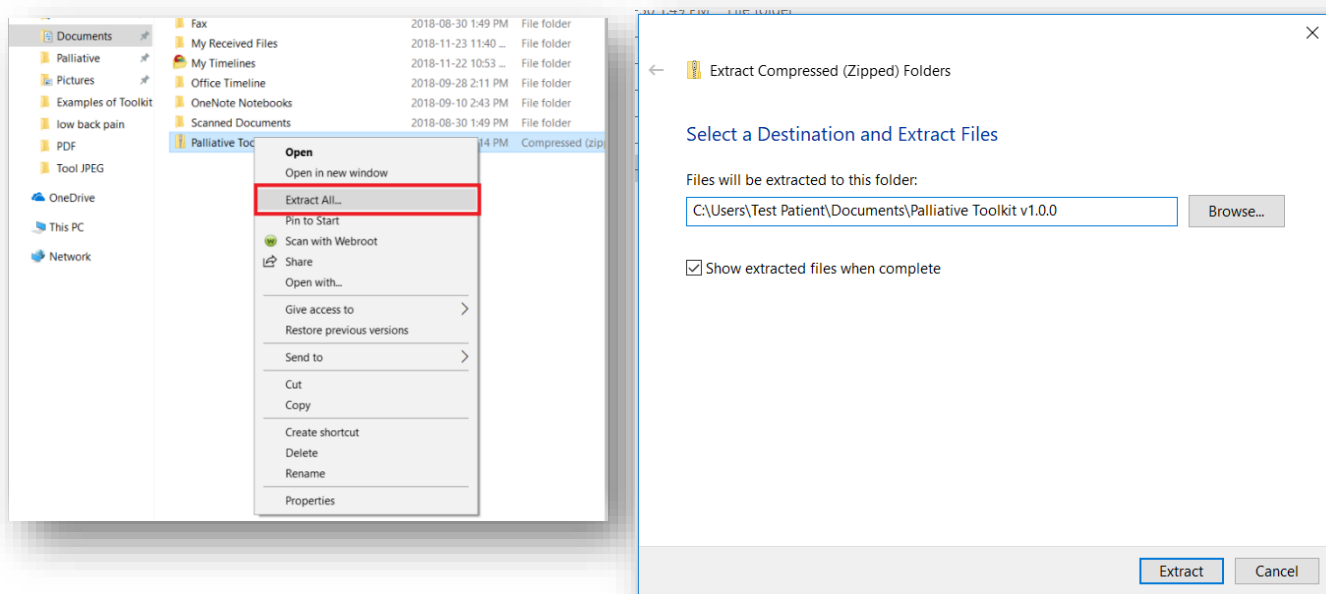 Documents
Palliative
Pictures
Examples of Toolkit
low back pain
PDF
Tool JPEG
OneDrive
This PC
Network
Fax 2018-08-30 1:49 PM File folder
My Received Files 2018-11-23 11:40 ... File folder
My Timelines 2018-11-22 10:53 ... File folder
Office Timeline 2018-09-28 2:11 PM File folder
OneNote Notebooks 2018-09-10 2:43 PM File folder
Scanned Documents 2018-08-30 1:49 PM File folder
Palliative Too 14 PM Compressed (zip
Open
Open in new window
Extract All...
Pin to Start
Scan with Webroot
Share
Open with...
Give access to
Restore previous versions
Send to
Cut
Copy
Create shortcut
Delete
Rename
Properties
Extract Compressed (Zipped) Folders
Select a Destination and Extract Files
Files will be extracted to this folder:
C:\Users\Test Patient\Documents\Palliative Toolkit v1.0.0
Browse...
Show extracted files when complete
Extract Cancel